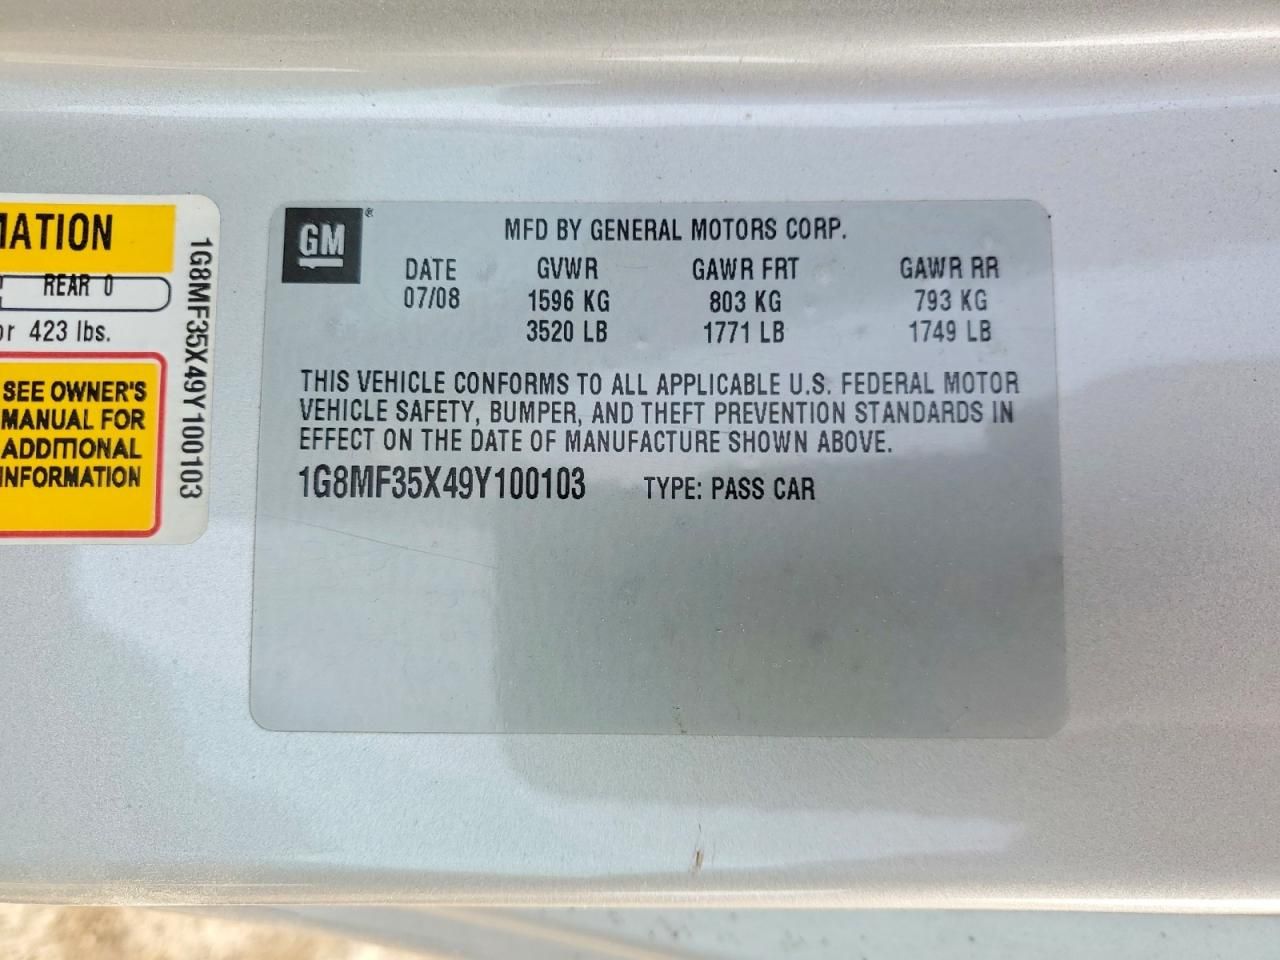 MATION
REAR 0
or 423 lbs.
SEE OWNER'S
MANUAL FOR
ADDITIONAL
INFORMATION
1G8MF35X49Y100103
GM®
MFD BY GENERAL MOTORS CORP.
DATE GVWR GAWR FRT GAWR RR
07/08 1596 KG 803 KG 793 KG
3520 LB 1771 LB 1749 LB
THIS VEHICLE CONFORMS TO ALL APPLICABLE U.S. FEDERAL MOTOR
VEHICLE SAFETY, BUMPER, AND THEFT PREVENTION STANDARDS IN
EFFECT ON THE DATE OF MANUFACTURE SHOWN ABOVE.
1G8MF35X49Y100103 TYPE: PASS CAR